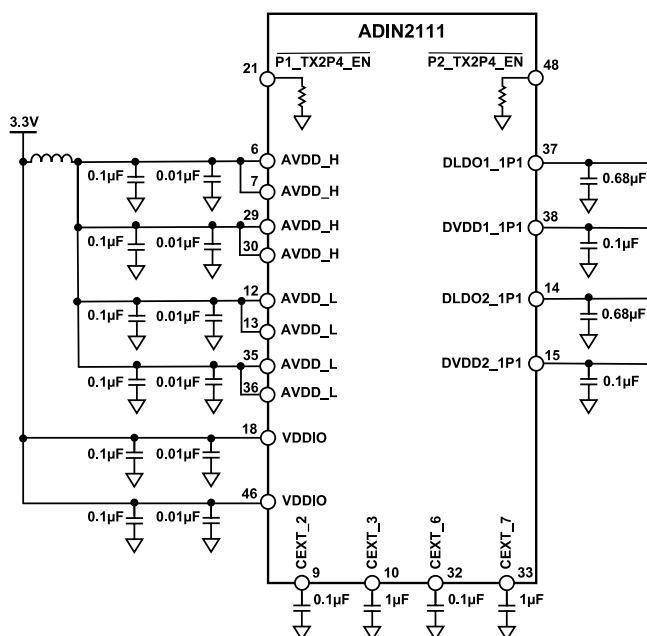 ADIN2111
21
P1_TX2P4_EN
P2_TX2P4_EN
48
3.3V
6
AVDD_H
0.1µF
0.01µF
7
AVDD_H
29
AVDD_H
0.1µF
0.01µF
30
AVDD_H
12
AVDD_L
0.1µF
0.01µF
13
AVDD_L
35
AVDD_L
0.1µF
0.01µF
36
AVDD_L
18
VDDIO
0.1µF
0.01µF
46
VDDIO
0.1µF
0.01µF
37
DLDO1_1P1
0.68µF
38
DVDD1_1P1
0.1µF
14
DLDO2_1P1
0.68µF
15
DVDD2_1P1
0.1µF
CEXT_2
9
0.1µF
CEXT_3
10
1µF
CEXT_6
32
0.1µF
CEXT_7
33
1µF